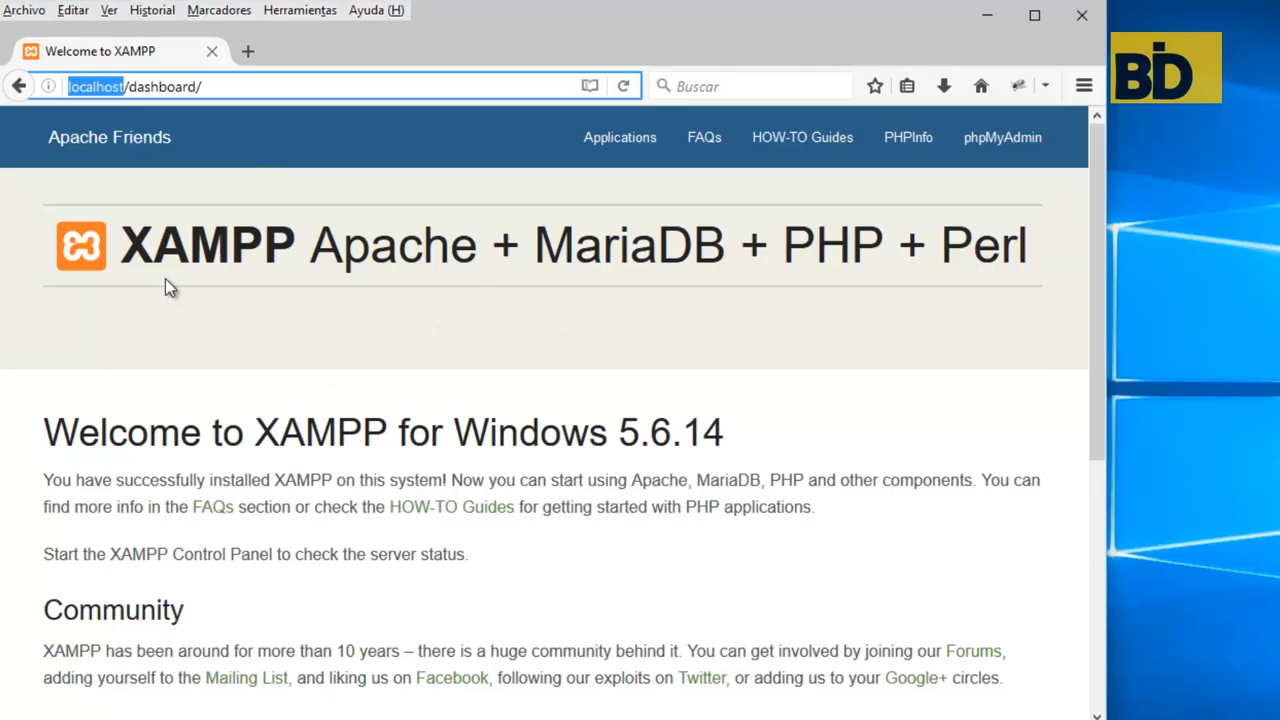 Archivo Editar Ver Historial Marcadores Herramientas Ayuda (H)
Welcome to XAMPP
localhost/dashboard/
Buscar
BID
Apache Friends
Applications FAQs HOW-TO Guides PHPInfo phpMyAdmin
XAMPP Apache + MariaDB + PHP + Perl
Welcome to XAMPP for Windows 5.6.14
You have successfully installed XAMPP on this system! Now you can start using Apache, MariaDB, PHP and other components. You can
find more info in the FAQs section or check the HOW-TO Guides for getting started with PHP applications.
Start the XAMPP Control Panel to check the server status.
Community
XAMPP has been around for more than 10 years – there is a huge community behind it. You can get involved by joining our Forums,
adding yourself to the Mailing List, and liking us on Facebook, following our exploits on Twitter, or adding us to your Google+ circles.